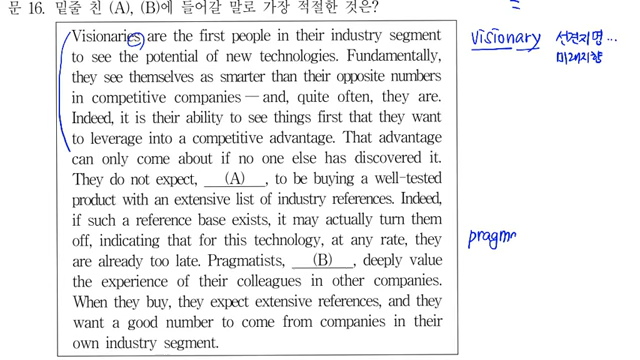 문 16. 밑줄 친 (A), (B)에 들어갈 말로 가장 적절한 것은?
Visionaries are the first people in their industry segment
to see the potential of new technologies. Fundamentally,
they see themselves as smarter than their opposite numbers
in competitive companies — and, quite often, they are.
Indeed, it is their ability to see things first that they want
to leverage into a competitive advantage. That advantage
can only come about if no one else has discovered it.
They do not expect, (A) , to be buying a well-tested
product with an extensive list of industry references. Indeed,
if such a reference base exists, it may actually turn them
off, indicating that for this technology, at any rate, they
are already too late. Pragmatists, (B) , deeply value
the experience of their colleagues in other companies.
When they buy, they expect extensive references, and they
want a good number to come from companies in their
own industry segment.
visionary 선견지명...
미래지향
pragm